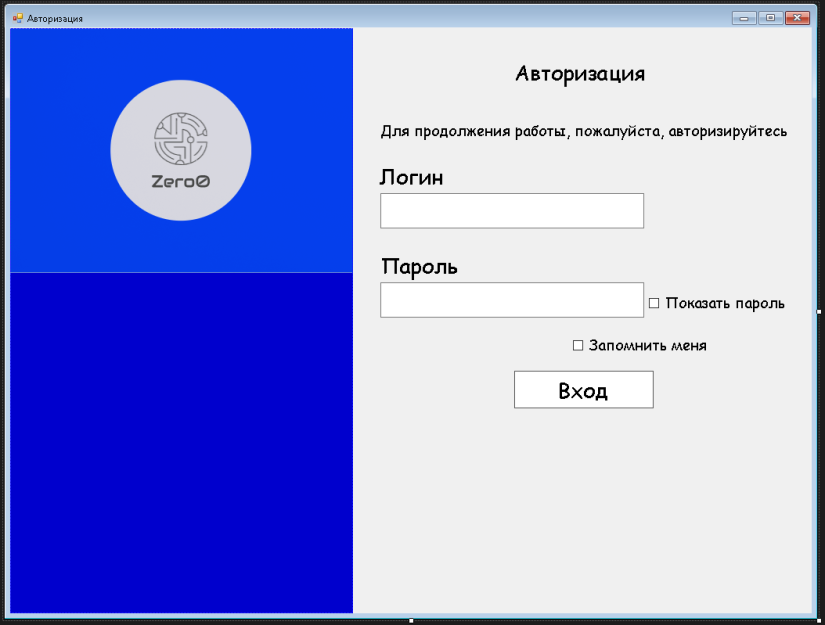 Авторизация
Zero0
Авторизация
Для продолжения работы, пожалуйста, авторизируйтесь
Логин
Пароль
Показать пароль
Запомнить меня
Вход